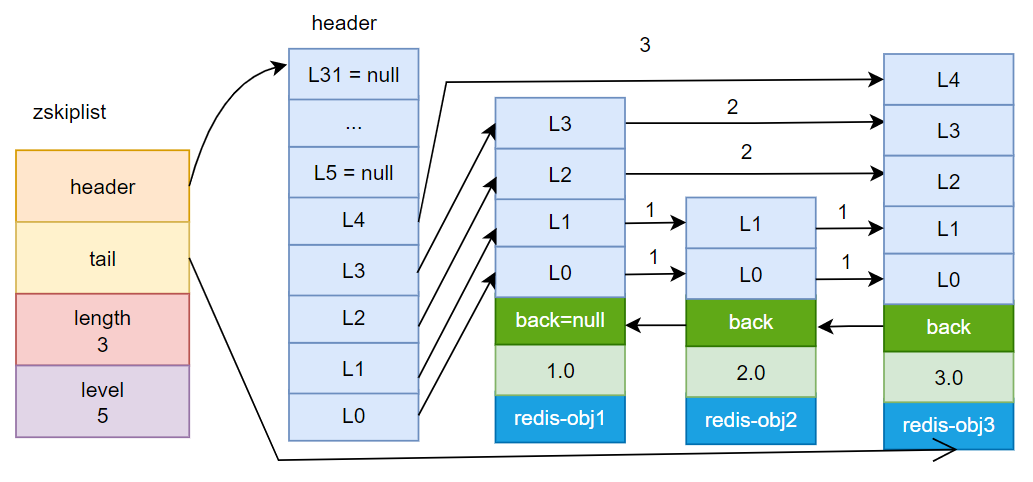 zskiplist
header
tail
length
3
level
5
header
L31 = null
...
L5 = null
L4
L3
L2
L1
L0
3
2
2
1
1
1
1
L3
L2
L1
L0
back=null
1.0
redis-obj1
L1
L0
back
2.0
redis-obj2
L4
L3
L2
L1
L0
back
3.0
redis-obj3